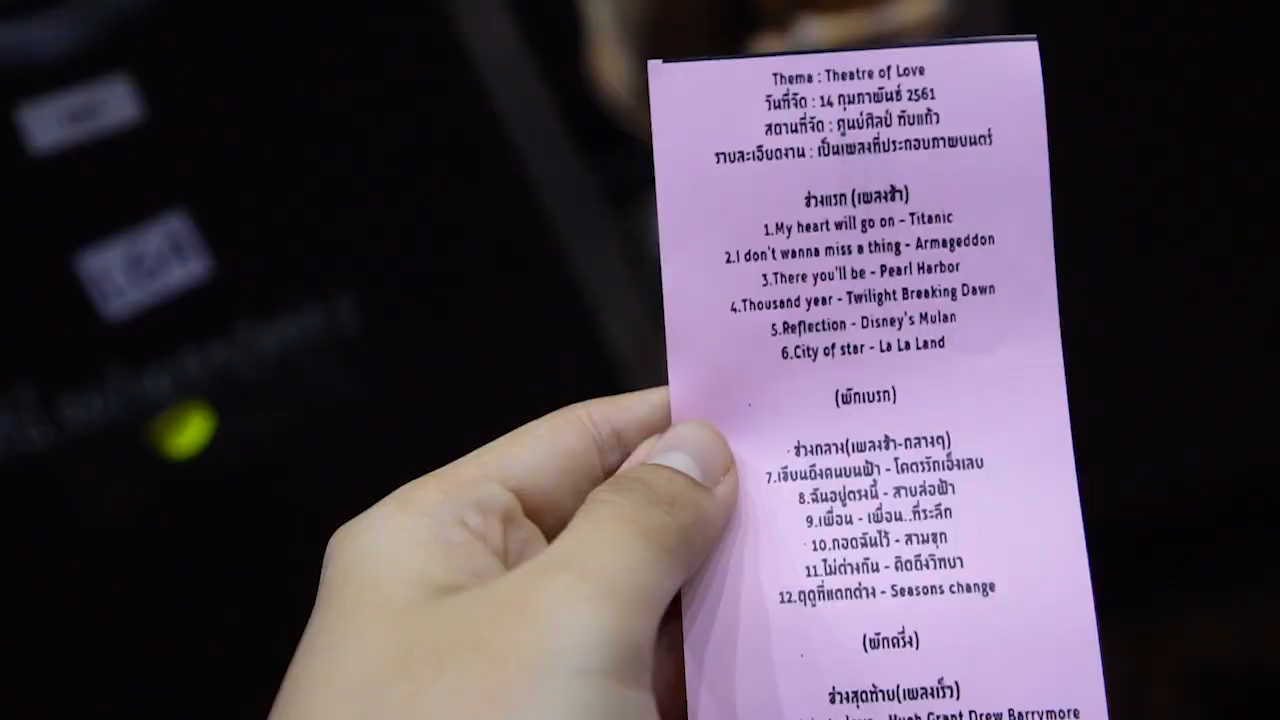 Thema : Theatre of Love
วันที่จัด : 14 กุมภาพันธ์ 2561
สถานที่จัด : ศูนย์ศิลป์ ทับแก้ว
รายละเอียดงาน : เป็นเพลงที่ประกอบภาพยนตร์
ช่วงแรก (เพลงช้า)
1.My heart will go on - Titanic
2.I don't wanna miss a thing - Armageddon
3.There you'll be - Pearl Harbor
4.Thousand year - Twilight Breaking Dawn
5.Reflection - Disney's Mulan
6.City of star - La La Land
(พักเบรก)
ช่วงกลาง(เพลงช้า-กลางๆ)
7.เขียนถึงคนบนฟ้า - โคตรรักเอ็งเลย
8.ฉันอยู่ตรงนี้ - สายล่อฟ้า
9.เพื่อน - เพื่อน..ที่ระลึก
10.กอดฉันไว้ - สามชุก
11.ไม่ต่างกัน - คิดถึงวิทยา
12.ฤดูที่แตกต่าง - Seasons change
(พักครึ่ง)
ช่วงสุดท้าย(เพลงเร็ว)
- Hugh Grant Drew Barrymore